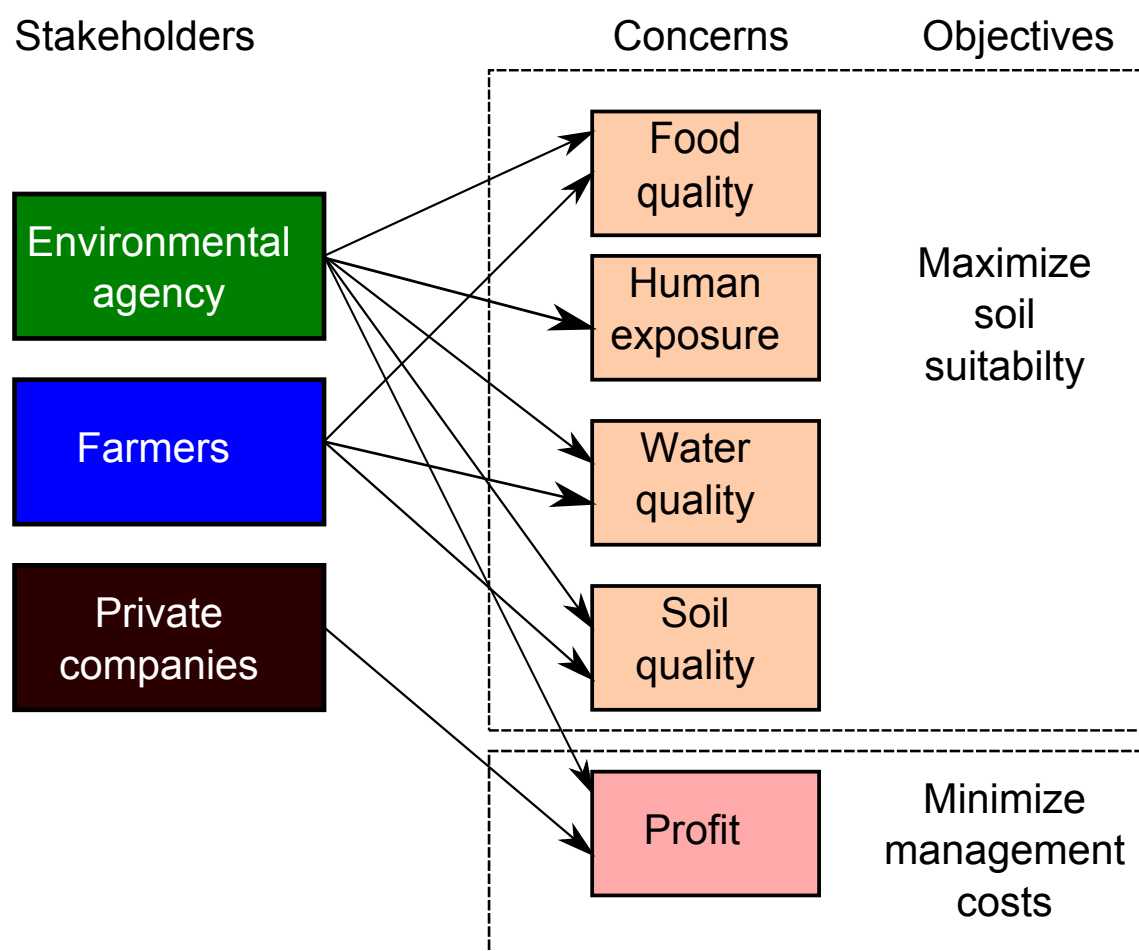 Stakeholders
Concerns
Objectives
Environmental
agency
Farmers
Private
companies
Food
quality
Human
exposure
Water
quality
Soil
quality
Maximize
soil
suitabilty
Profit
Minimize
management
costs